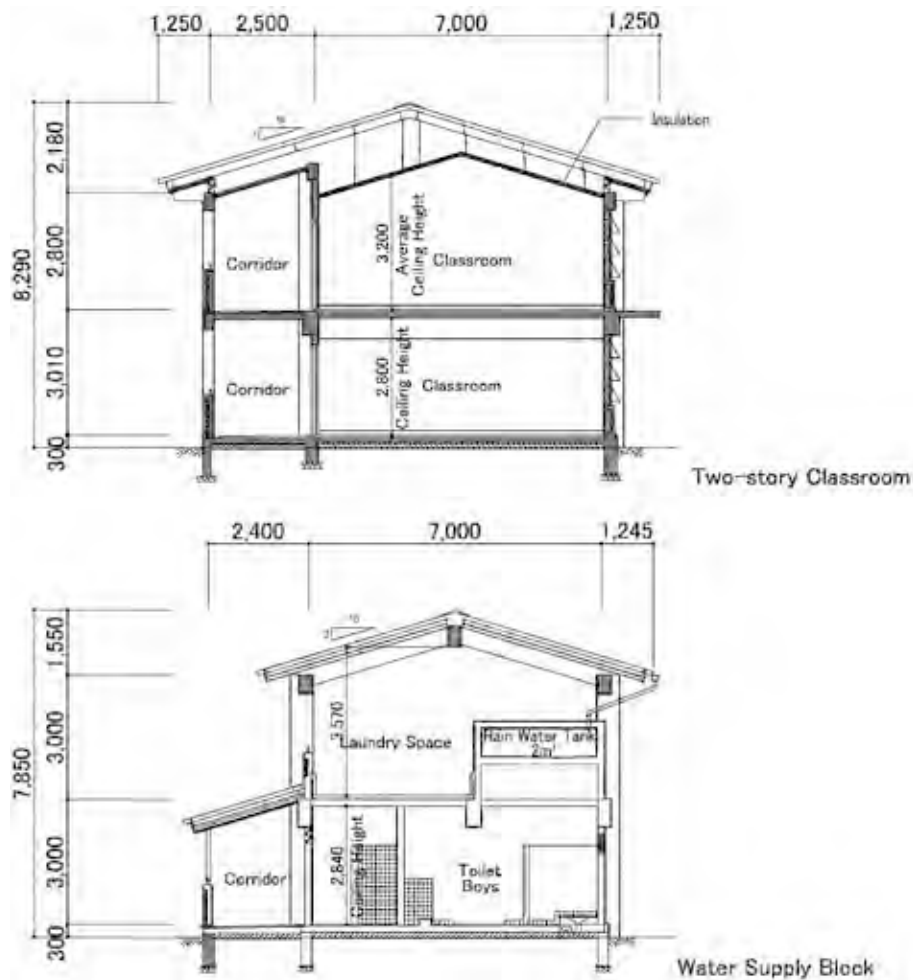 1,250 2,500 7,000 1,250
Insulation
8,290
2,180
2,800
3,010
300
Corridor
3.200
Average
Ceiling Height
Classroom
Corridor
2.800
Ceiling Height
Classroom
Two-story Classroom
2,400 7,000 1,245
10
7,850
1,550
3,000
3,000
300
Laundry Space
Rain Water Tank
2m³
Corridor
2,840
Ceiling Height
Toilet
Boys
Water Supply Block